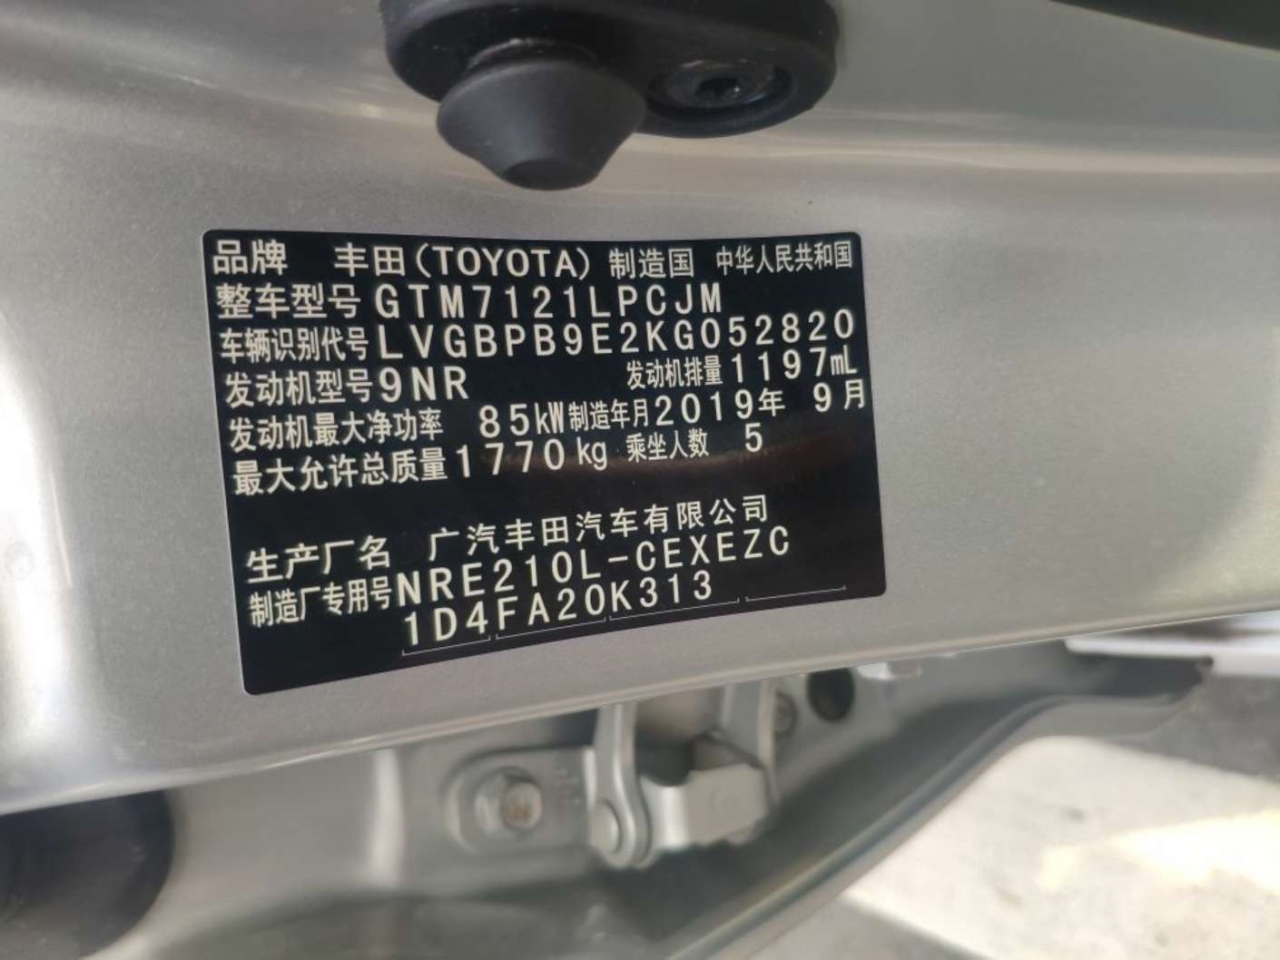 品牌 丰田(TOYOTA) 制造国 中华人民共和国
整车型号 GTM7121LPCJM
车辆识别代号 LVGBPB9E2KG052820
发动机型号 9NR 发动机排量 1197mL
发动机最大净功率 85kW 制造年月 2019年 9月
最大允许总质量 1770 kg 乘坐人数 5
生产厂名 广汽丰田汽车有限公司
制造厂专用号 NRE210L-CEXEZC
1D4FA20K313